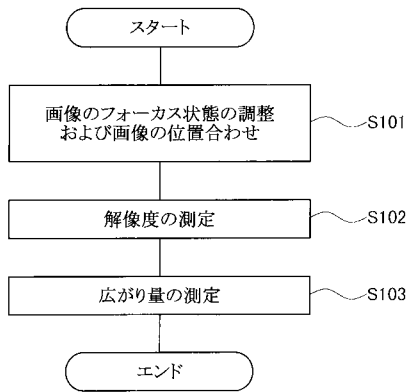 スタート
画像のフォーカス状態の調整
および画像の位置合わせ
S101
解像度の測定
S102
広がり量の測定
S103
エンド